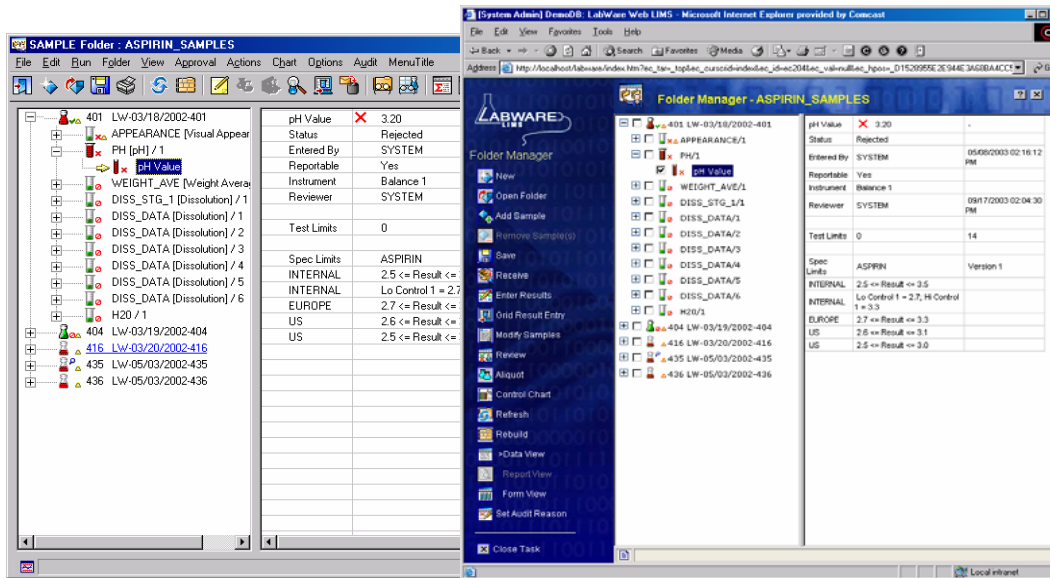 SAMPLE Folder : ASPIRIN_SAMPLES
File Edit Run Folder View Approval Actions Chart Options Audit MenuTitle
401 LW-03/18/2002-401
APPEARANCE [Visual Appear
PH [pH] / 1
pH Value
WEIGHT_AVE [Weight Avera
DISS_STG_1 [Dissolution] / 1
DISS_DATA [Dissolution] / 1
DISS_DATA [Dissolution] / 2
DISS_DATA [Dissolution] / 3
DISS_DATA [Dissolution] / 4
DISS_DATA [Dissolution] / 5
DISS_DATA [Dissolution] / 6
H20 / 1
404 LW-03/19/2002-404
416 LW-03/20/2002-416
435 LW-05/03/2002-435
436 LW-05/03/2002-436
pH Value 3.20
Status Rejected
Entered By SYSTEM
Reportable Yes
Instrument Balance 1
Reviewer SYSTEM
Test Limits 0
Spec Limits ASPIRIN
INTERNAL 2.5 <= Result <=
INTERNAL Lo Control 1 = 2.7
EUROPE 2.7 <= Result <=
US 2.6 <= Result <=
US 2.5 <= Result <=
[System Admin] DemoDB: LabWare Web LIMS - Microsoft Internet Explorer provided by Comcast
File Edit View Favorites Tools Help
Back Search Favorites Media
Address
LABWARE
LIMS
Folder Manager
New
Open Folder
Add Sample
Remove Sample(s)
Save
Receive
Enter Results
Grid Result Entry
Modify Samples
Review
Aliquot
Control Chart
Refresh
Rebuild
>Data View
Report View
Form View
Set Audit Reason
Close Task
Folder Manager - ASPIRIN_SAMPLES
401 LW-03/18/2002-401
APPEARANCE/1
PH/1
pH Value
WEIGHT_AVE/1
DISS_STG_1/1
DISS_DATA/1
DISS_DATA/2
DISS_DATA/3
DISS_DATA/4
DISS_DATA/5
DISS_DATA/6
H20/1
404 LW-03/19/2002-404
416 LW-03/20/2002-416
435 LW-05/03/2002-435
436 LW-05/03/2002-436
pH Value 3.20 -
Status Rejected
Entered By SYSTEM 05/08/2003 02:16:12 PM
Reportable Yes
Instrument Balance 1
Reviewer SYSTEM 09/17/2003 02:04:30 PM
Test Limits 0 14
Spec Limits ASPIRIN Version 1
INTERNAL 2.5 <= Result <= 3.5
INTERNAL Lo Control 1 = 2.7, Hi Control 1 = 3.3
EUROPE 2.7 <= Result <= 3.3
US 2.6 <= Result <= 3.1
US 2.5 <= Result <= 3.0
Local intranet